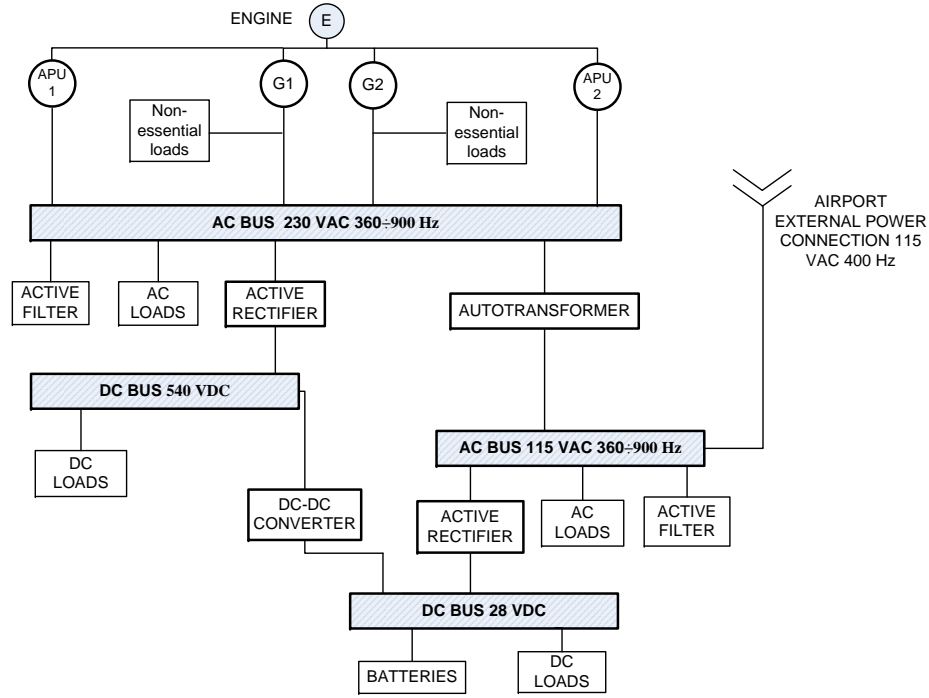 ENGINE
E
APU
1
G1
G2
APU
2
Non-
essential
loads
Non-
essential
loads
AIRPORT
EXTERNAL POWER
CONNECTION 115
VAC 400 Hz
AC BUS 230 VAC 360÷900 Hz
ACTIVE
FILTER
AC
LOADS
ACTIVE
RECTIFIER
AUTOTRANSFORMER
DC BUS 540 VDC
AC BUS 115 VAC 360÷900 Hz
DC
LOADS
DC-DC
CONVERTER
ACTIVE
RECTIFIER
AC
LOADS
ACTIVE
FILTER
DC BUS 28 VDC
BATTERIES
DC
LOADS